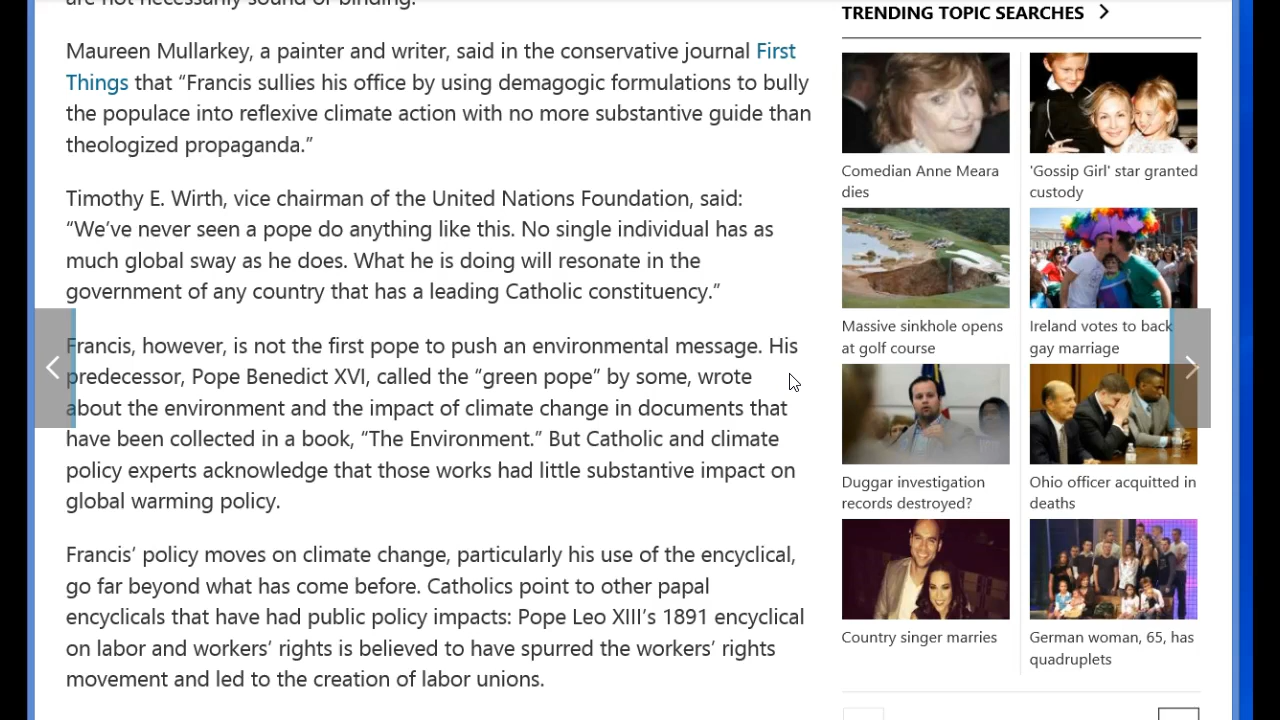 are not necessarily sound or binding.
Maureen Mullarkey, a painter and writer, said in the conservative journal First
Things that “Francis sullies his office by using demagogic formulations to bully
the populace into reflexive climate action with no more substantive guide than
theologized propaganda.”
Timothy E. Wirth, vice chairman of the United Nations Foundation, said:
“We’ve never seen a pope do anything like this. No single individual has as
much global sway as he does. What he is doing will resonate in the
government of any country that has a leading Catholic constituency.”
Francis, however, is not the first pope to push an environmental message. His
predecessor, Pope Benedict XVI, called the “green pope” by some, wrote
about the environment and the impact of climate change in documents that
have been collected in a book, “The Environment.” But Catholic and climate
policy experts acknowledge that those works had little substantive impact on
global warming policy.
Francis’ policy moves on climate change, particularly his use of the encyclical,
go far beyond what has come before. Catholics point to other papal
encyclicals that have had public policy impacts: Pope Leo XIII’s 1891 encyclical
on labor and workers’ rights is believed to have spurred the workers’ rights
movement and led to the creation of labor unions.
TRENDING TOPIC SEARCHES
Comedian Anne Meara
dies
'Gossip Girl' star granted
custody
Massive sinkhole opens
at golf course
Ireland votes to back
gay marriage
Duggar investigation
records destroyed?
Ohio officer acquitted in
deaths
Country singer marries
German woman, 65, has
quadruplets